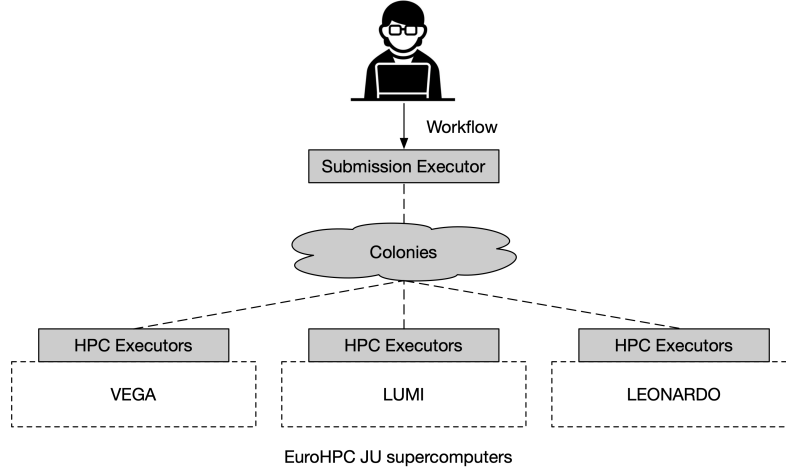 Workflow
Submission Executor
Colonies
HPC Executors
HPC Executors
HPC Executors
VEGA
LUMI
LEONARDO
EuroHPC JU supercomputers